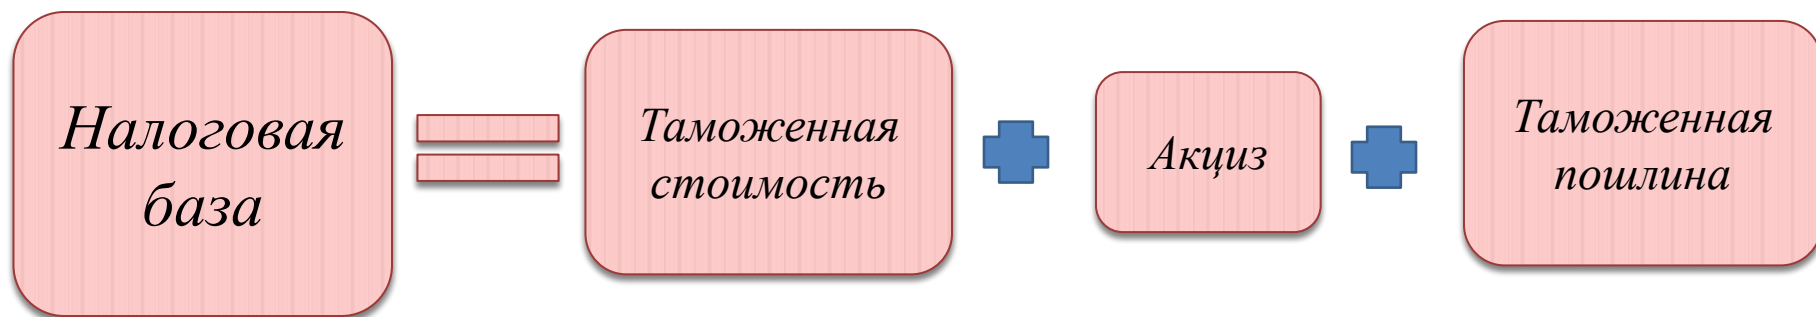 Налоговая
база
Таможенная
стоимость
Акциз
Таможенная
пошлина